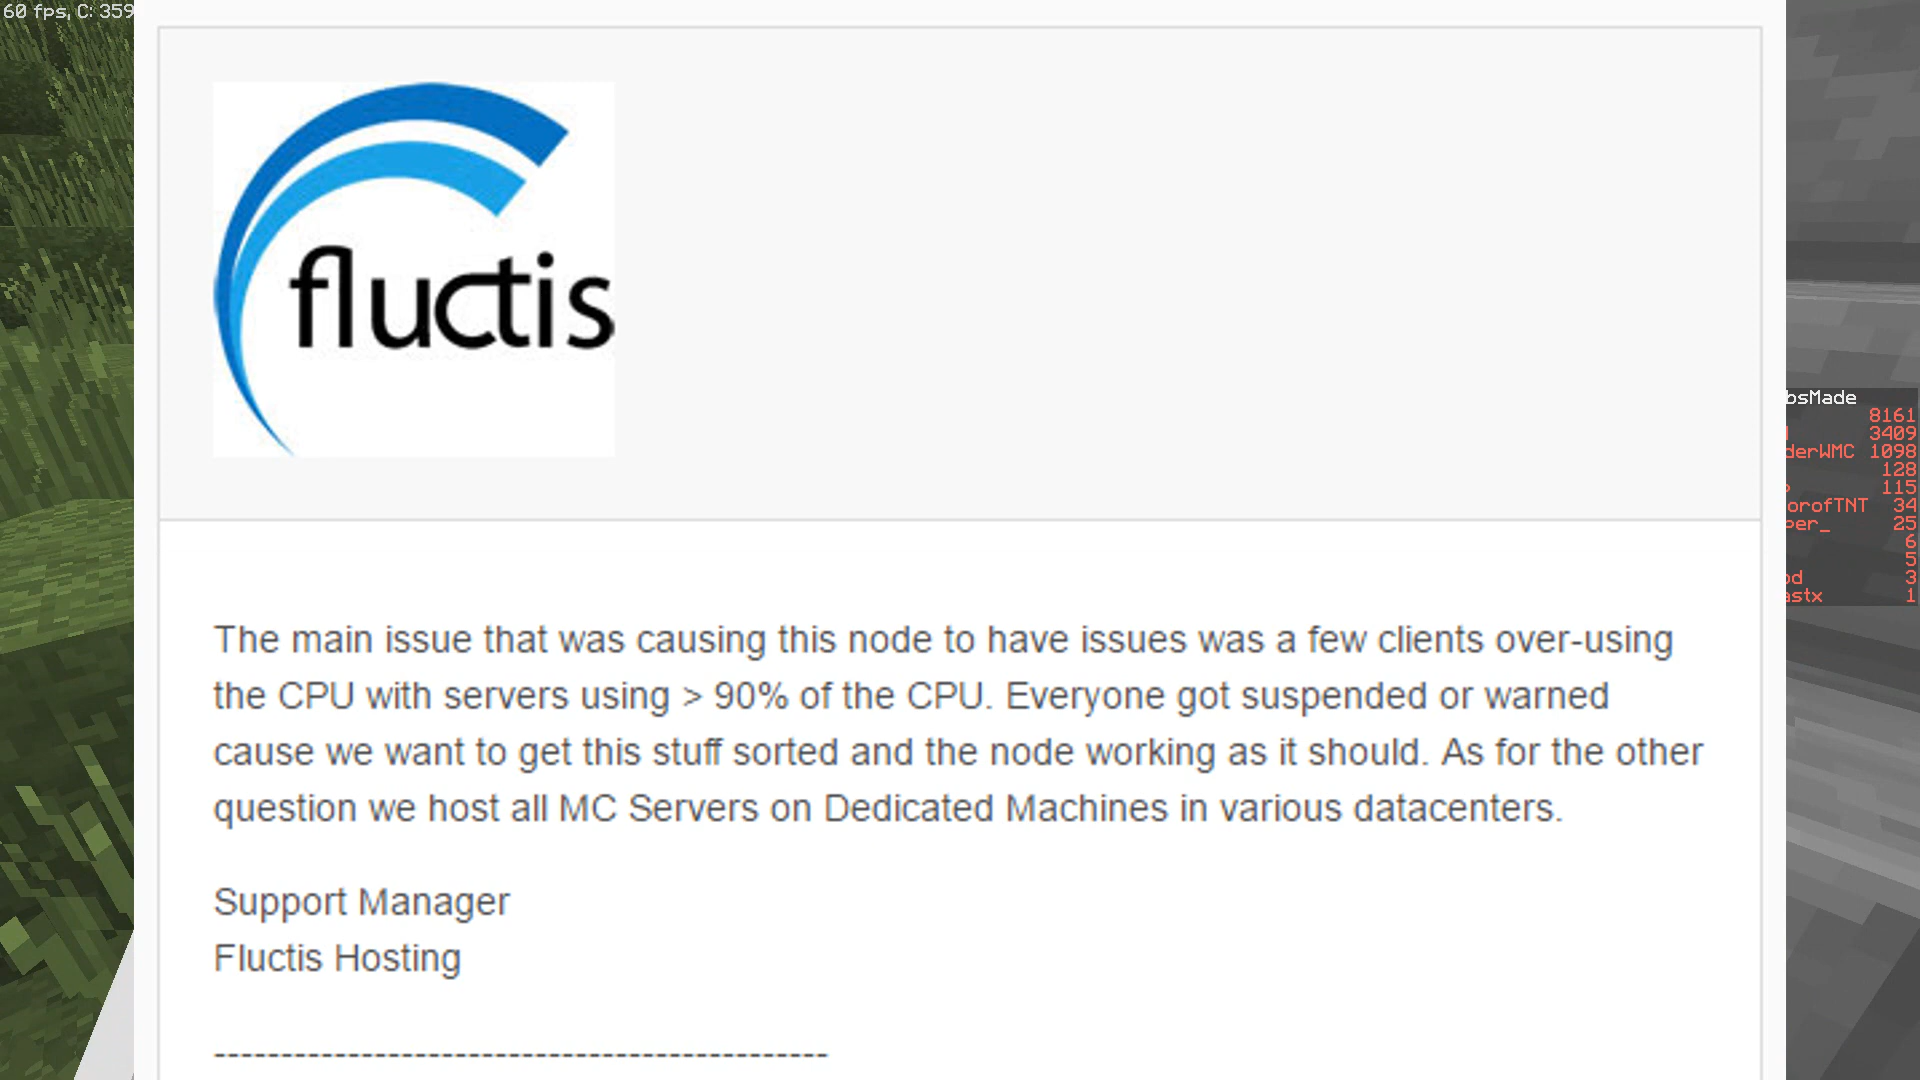 60 fps, C: 359
fluctis
The main issue that was causing this node to have issues was a few clients over-using
the CPU with servers using > 90% of the CPU. Everyone got suspended or warned
cause we want to get this stuff sorted and the node working as it should. As for the other
question we host all MC Servers on Dedicated Machines in various datacenters.
Support Manager
Fluctis Hosting
----------------------------------------------
bsMade
8161
3409
derWMC 1098
128
115
orofTNT 34
per_ 25
6
5
od 3
astx 1